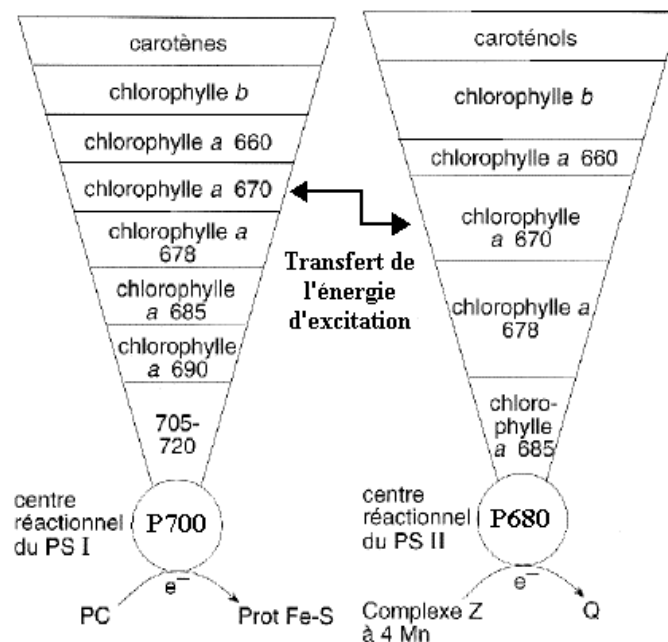 carotènes
chlorophylle b
chlorophylle a 660
chlorophylle a 670
chlorophylle a
678
chlorophylle
a 685
chlorophylle
a 690
705-
720
centre
réactionnel
du PS I
P700
e–
PC
Prot Fe-S
Transfert de
l'énergie
d'excitation
caroténols
chlorophylle b
chlorophylle a 660
chlorophylle
a 670
chlorophylle a
678
chloro-
phylle
a 685
centre
réactionnel
du PS II
P680
e–
Complexe Z
à 4 Mn
Q